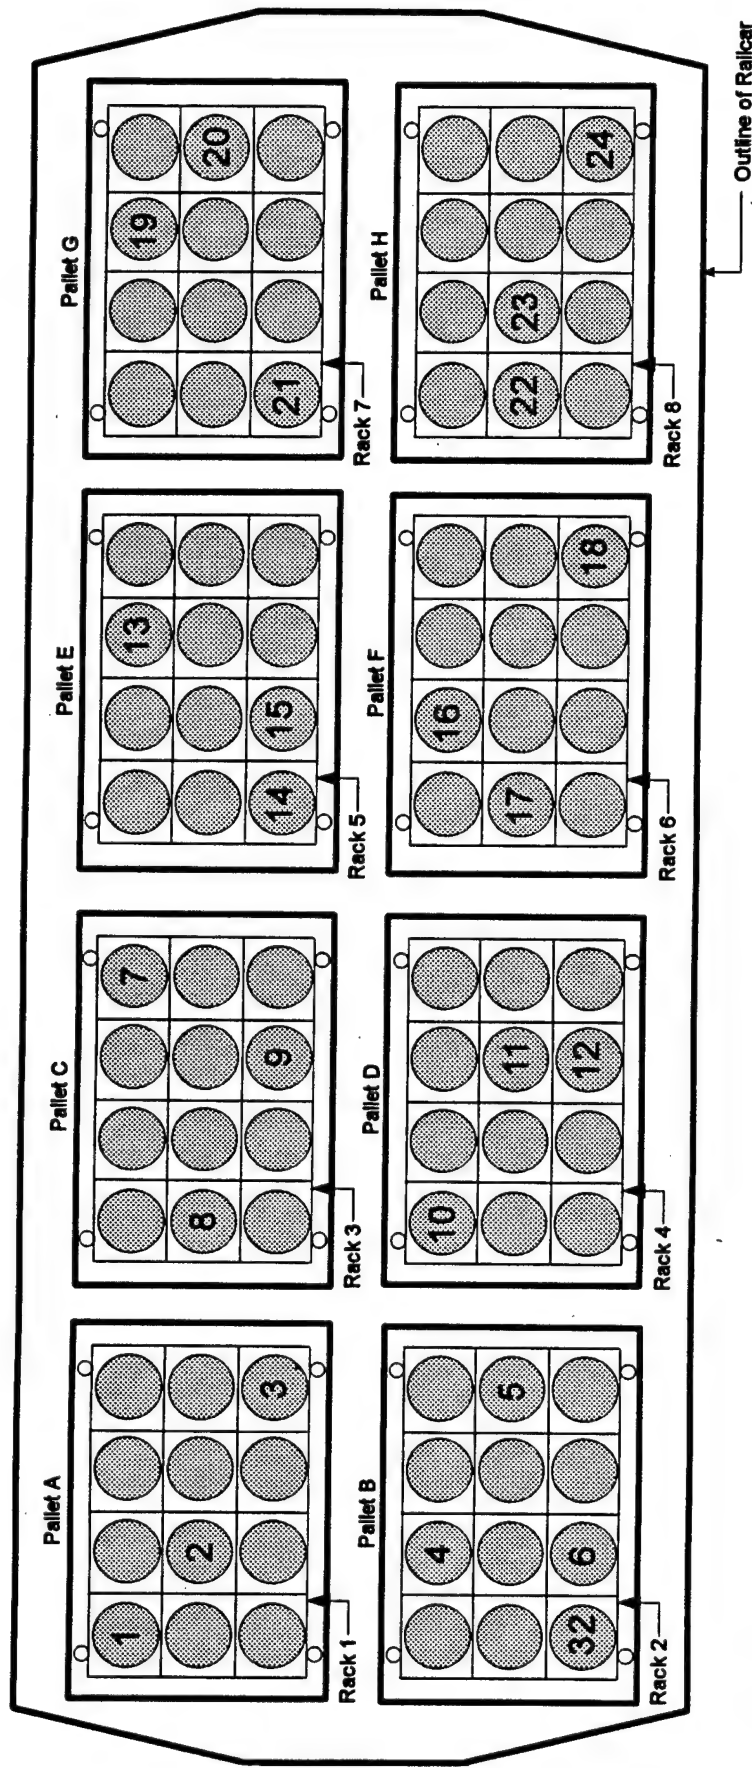 Pallet A
1
2
3
Rack 1
Pallet C
7
8
9
Rack 3
Pallet E
13
14 15
Rack 5
Pallet G
19
20
21
Rack 7
Pallet B
4
5
32 6
Rack 2
Pallet D
10
11
12
Rack 4
Pallet F
16
17
18
Rack 6
Pallet H
22 23
24
Rack 8
Outline of Railcar